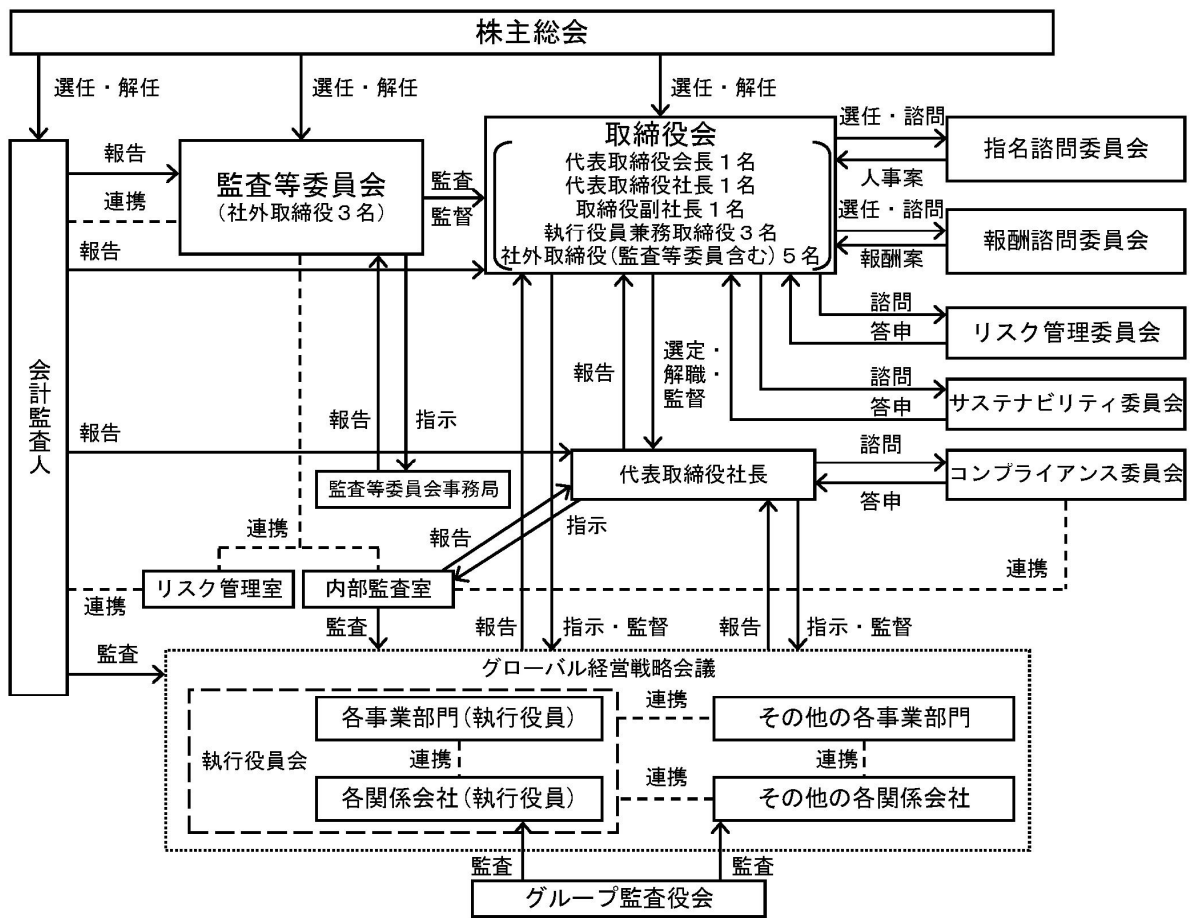 株主総会
選任・解任
選任・解任
選任・解任
会計監査人
報告
連携
報告
監査等委員会
(社外取締役3名)
監査
監督
取締役会
代表取締役会長1名
代表取締役社長1名
取締役副社長1名
執行役員兼務取締役3名
社外取締役(監査等委員含む)5名
選任・諮問
人事案
指名諮問委員会
選任・諮問
報酬案
報酬諮問委員会
諮問
答申
リスク管理委員会
諮問
答申
サステナビリティ委員会
報告
選定・
解職・
監督
報告
指示
報告
監査等委員会事務局
代表取締役社長
諮問
答申
コンプライアンス委員会
連携
報告
指示
連携
リスク管理室
内部監査室
連携
監査
監査
報告
指示・監督
報告
指示・監督
グローバル経営戦略会議
執行役員会
各事業部門(執行役員)
連携
各関係会社(執行役員)
連携
連携
その他の各事業部門
連携
その他の各関係会社
監査
監査
グループ監査役会